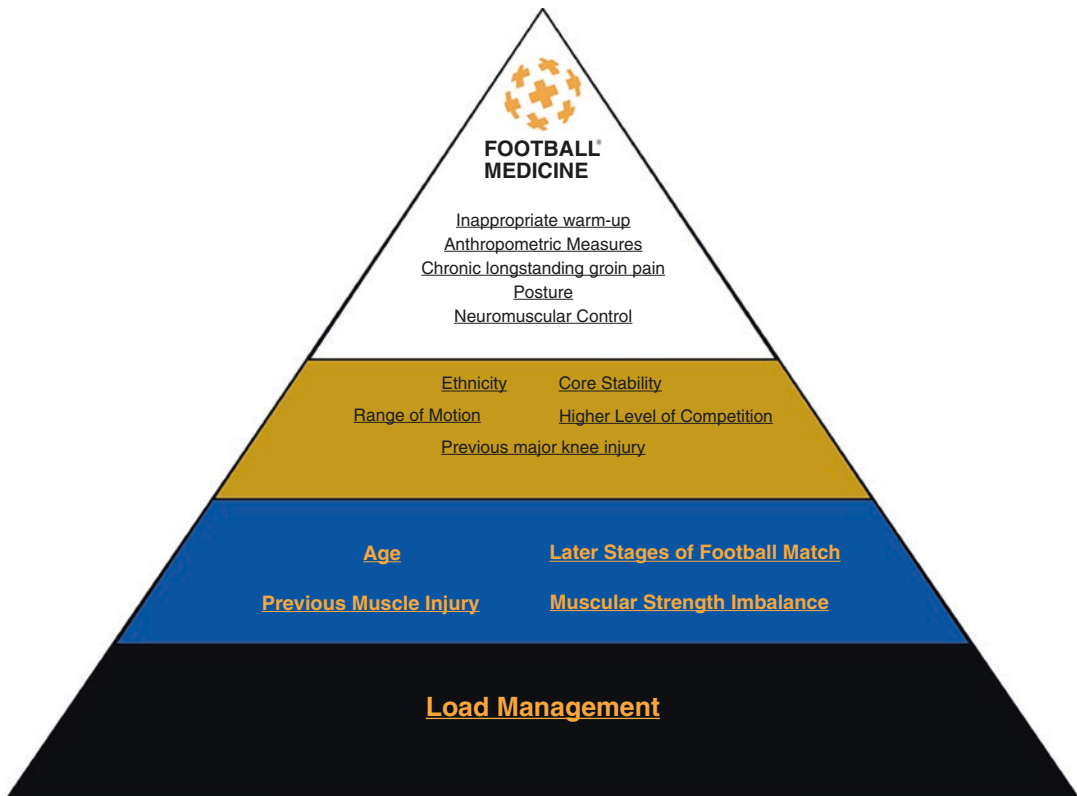 FOOTBALL®
MEDICINE
Inappropriate warm-up
Anthropometric Measures
Chronic longstanding groin pain
Posture
Neuromuscular Control
Ethnicity Core Stability
Range of Motion Higher Level of Competition
Previous major knee injury
Age Later Stages of Football Match
Previous Muscle Injury Muscular Strength Imbalance
Load Management